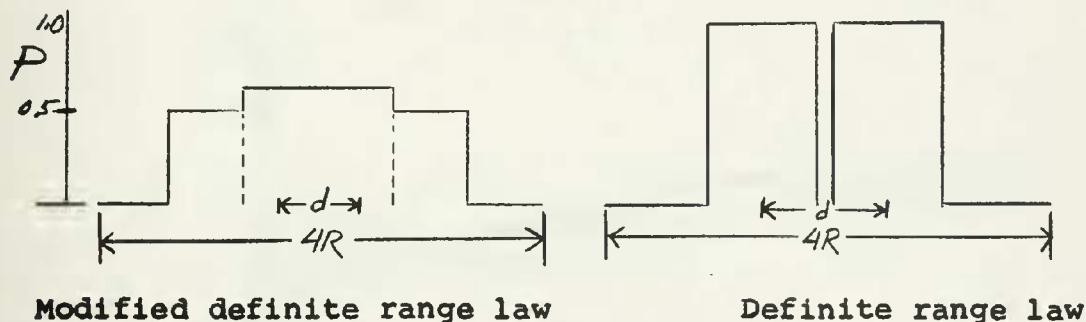 1.0
P
0.5
d
4R
d
4R
Modified definite range law
Definite range law